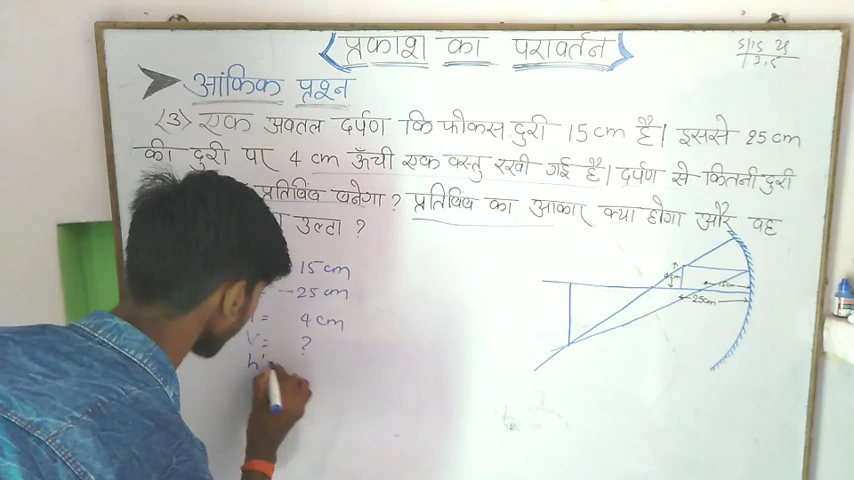 प्रकाश का परावर्तन
आंकिक प्रश्न
(3) एक अवतल दर्पण कि फोकस दुरी 15 cm है। इससे 25 cm
की दुरी पर 4 cm ऊँची एक वस्तु रखी गई है। दर्पण से कितनी दुरी
प्रतिबिंब बनेगा ? प्रतिबिंब का आकार क्या होगा और वह
उल्टा ?
15 cm
= -25 cm
= 4 cm
V = ?
h' =
4cm
25cm